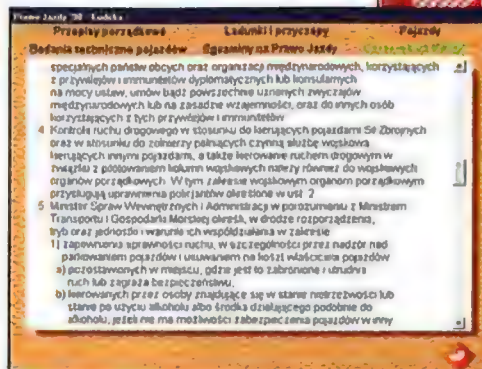 Prawo Jazdy '98 - Ludeka
Przepisy porządkowe Ładunki i przyczepy Pojazdy
Badania techniczne pojazdów Egzaminy na Prawo Jazdy
specjalnych państw obcych oraz organizacji międzynarodowych, korzystających
z przywilejów i immunitetów dyplomatycznych lub konsularnych
na mocy ustaw, umów bądź powszechnie uznanych zwyczajów
międzynarodowych lub na zasadzie wzajemności, oraz do innych osób
korzystających z tych przywilejów i immunitetów
4 Kontrola ruchu drogowego w stosunku do kierujących pojazdami Sił Zbrojnych
oraz w stosunku do żołnierzy pełniących czynną służbę wojskową
kierujących innymi pojazdami, a także kierowanie ruchem drogowym w
związku z pilotowaniem kolumn wojskowych należy również do wojskowych
organów porządkowych. W tym zakresie wojskowym organom porządkowym
przysługują uprawnienia policjantów określone w ust. 2
5 Minister Spraw Wewnętrznych i Administracji w porozumieniu z Ministrem
Transportu i Gospodarki Morskiej określi, w drodze rozporządzenia,
tryb oraz jednostki i warunki ich współdziałania w zakresie
1) zapewnienia sprawności ruchu, w szczególności przez nadzór nad
parkowaniem pojazdów i usuwaniem na koszt właściciela pojazdów
a) pozostawionych w miejscu, gdzie jest to zabronione i utrudnia
ruch lub zagraża bezpieczeństwu,
b) kierowanych przez osoby znajdujące się w stanie nietrzeźwości lub
stanie po użyciu alkoholu albo środka działającego podobnie do
alkoholu, jeżeli nie ma możliwości zabezpieczenia pojazdów w inny